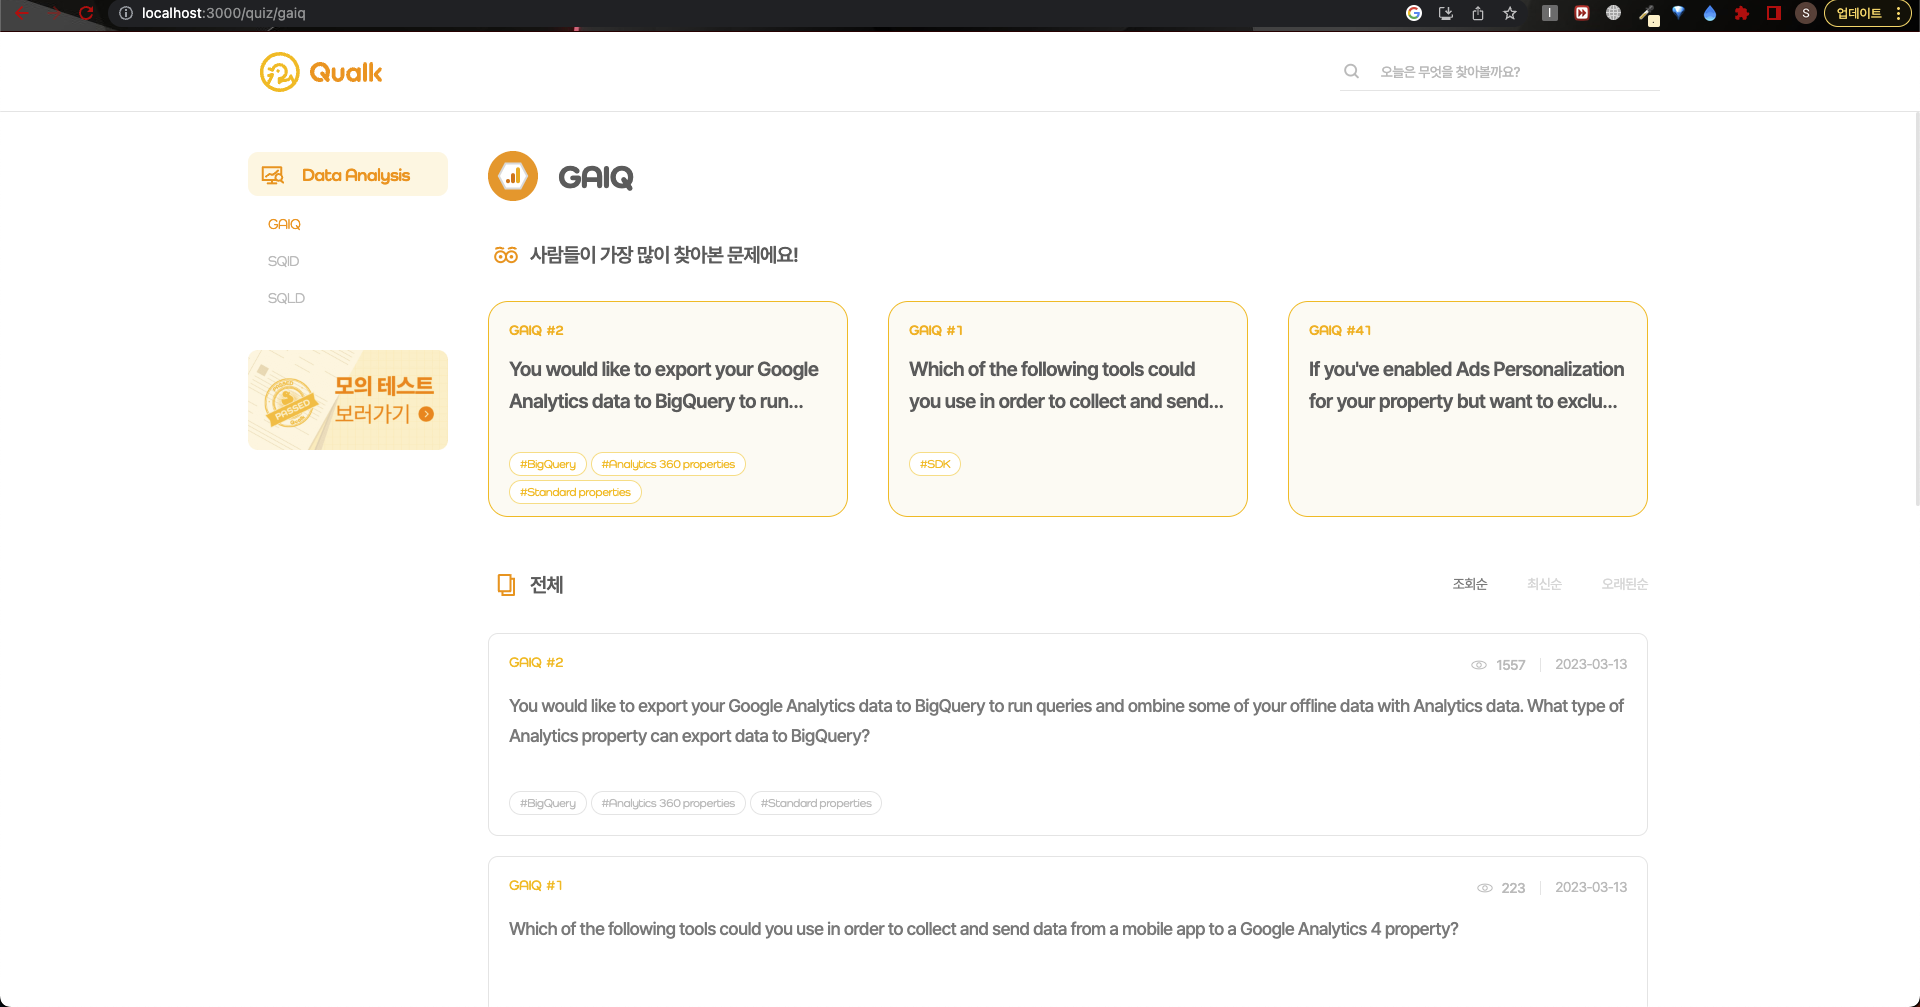 localhost:3000/quiz/gaiq
S
업데이트
Qualk
오늘은 무엇을 찾아볼까요?
Data Analysis
GAIQ
SQID
SQLD
PASSED
모의 테스트
보러가기
GAIQ
사람들이 가장 많이 찾아본 문제에요!
GAIQ #2
You would like to export your Google
Analytics data to BigQuery to run...
#BigQuery
#Analytics 360 properties
#Standard properties
GAIQ #1
Which of the following tools could
you use in order to collect and send...
#SDK
GAIQ #41
If you've enabled Ads Personalization
for your property but want to exclu...
전체
조회순
최신순
오래된순
GAIQ #2
1557
2023-03-13
You would like to export your Google Analytics data to BigQuery to run queries and ombine some of your offline data with Analytics data. What type of
Analytics property can export data to BigQuery?
#BigQuery
#Analytics 360 properties
#Standard properties
GAIQ #1
223
2023-03-13
Which of the following tools could you use in order to collect and send data from a mobile app to a Google Analytics 4 property?